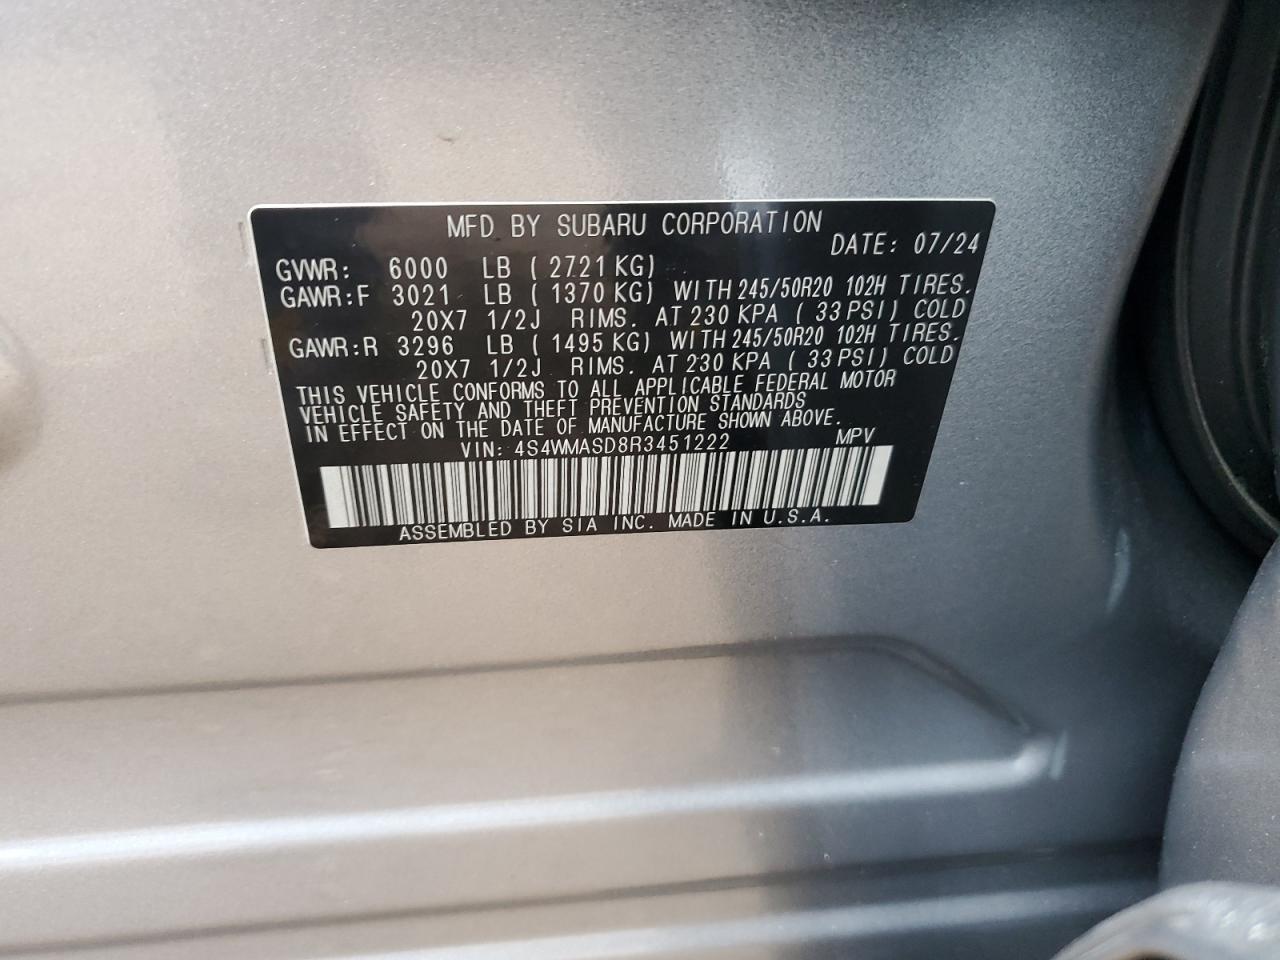 MFD BY SUBARU CORPORATION
DATE: 07/24
GVWR: 6000 LB ( 2721 KG)
GAWR:F 3021 LB ( 1370 KG) WITH 245/50R20 102H TIRES.
20X7 1/2J RIMS. AT 230 KPA ( 33 PSI) COLD
GAWR:R 3296 LB ( 1495 KG) WITH 245/50R20 102H TIRES.
20X7 1/2J RIMS. AT 230 KPA ( 33 PSI) COLD
THIS VEHICLE CONFORMS TO ALL APPLICABLE FEDERAL MOTOR
VEHICLE SAFETY AND THEFT PREVENTION STANDARDS
IN EFFECT ON THE DATE OF MANUFACTURE SHOWN ABOVE.
VIN: 4S4WMASD8R3451222 MPV
ASSEMBLED BY SIA INC. MADE IN U.S.A.